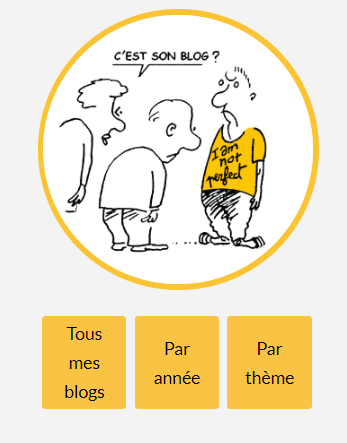 C'EST SON BLOG ?
I am
not
perfect
Tous
mes
blogs
Par
année
Par
thème